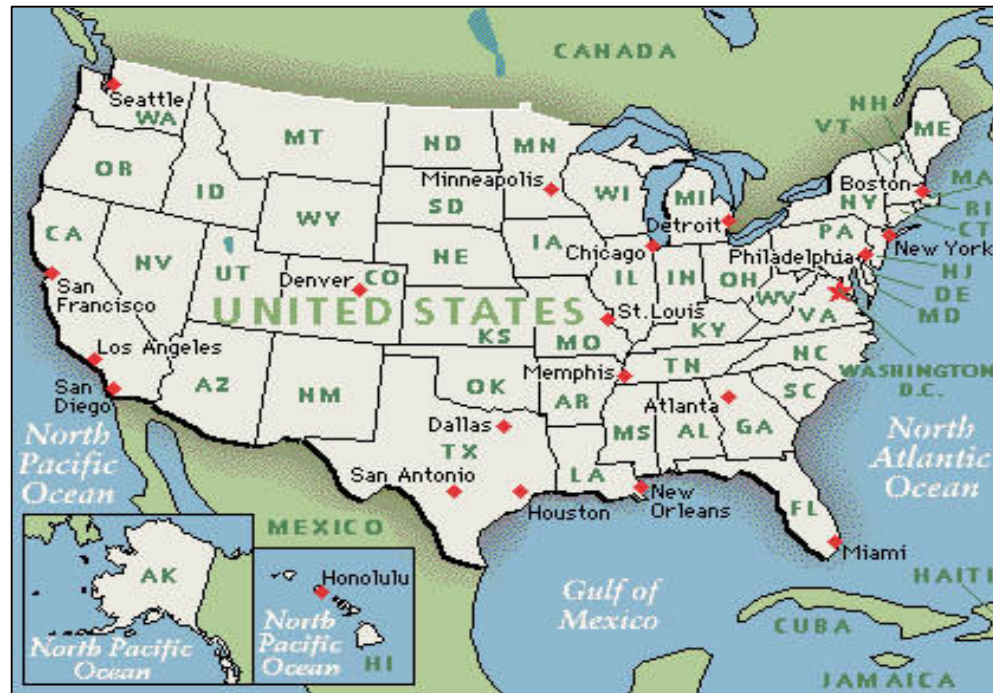 CANADA
NH
VT
ME
Seattle
WA
MT
ND
MN
OR
ID
Minneapolis
WI
MI
Boston
MA
NY
RI
SD
WY
Detroit
CT
CA
IA
Chicago
PA
New York
NV
NE
Philadelphia
NJ
UT
Denver
CO
IL
IN
OH
DE
San
Francisco
WV
MD
UNITED STATES
St. Louis
VA
KS
MO
KY
Los Angeles
NC
WASHINGTON
D.C.
TN
Memphis
AZ
NM
OK
SC
San
Diego
AR
Atlanta
North
Pacific
Ocean
Dallas
MS
AL
GA
North
Atlantic
Ocean
TX
San Antonio
LA
New
Orleans
Houston
FL
MEXICO
Miami
AK
Honolulu
HAITI
Gulf of
Mexico
North
Pacific
Ocean
CUBA
North Pacific
Ocean
HI
JAMAICA